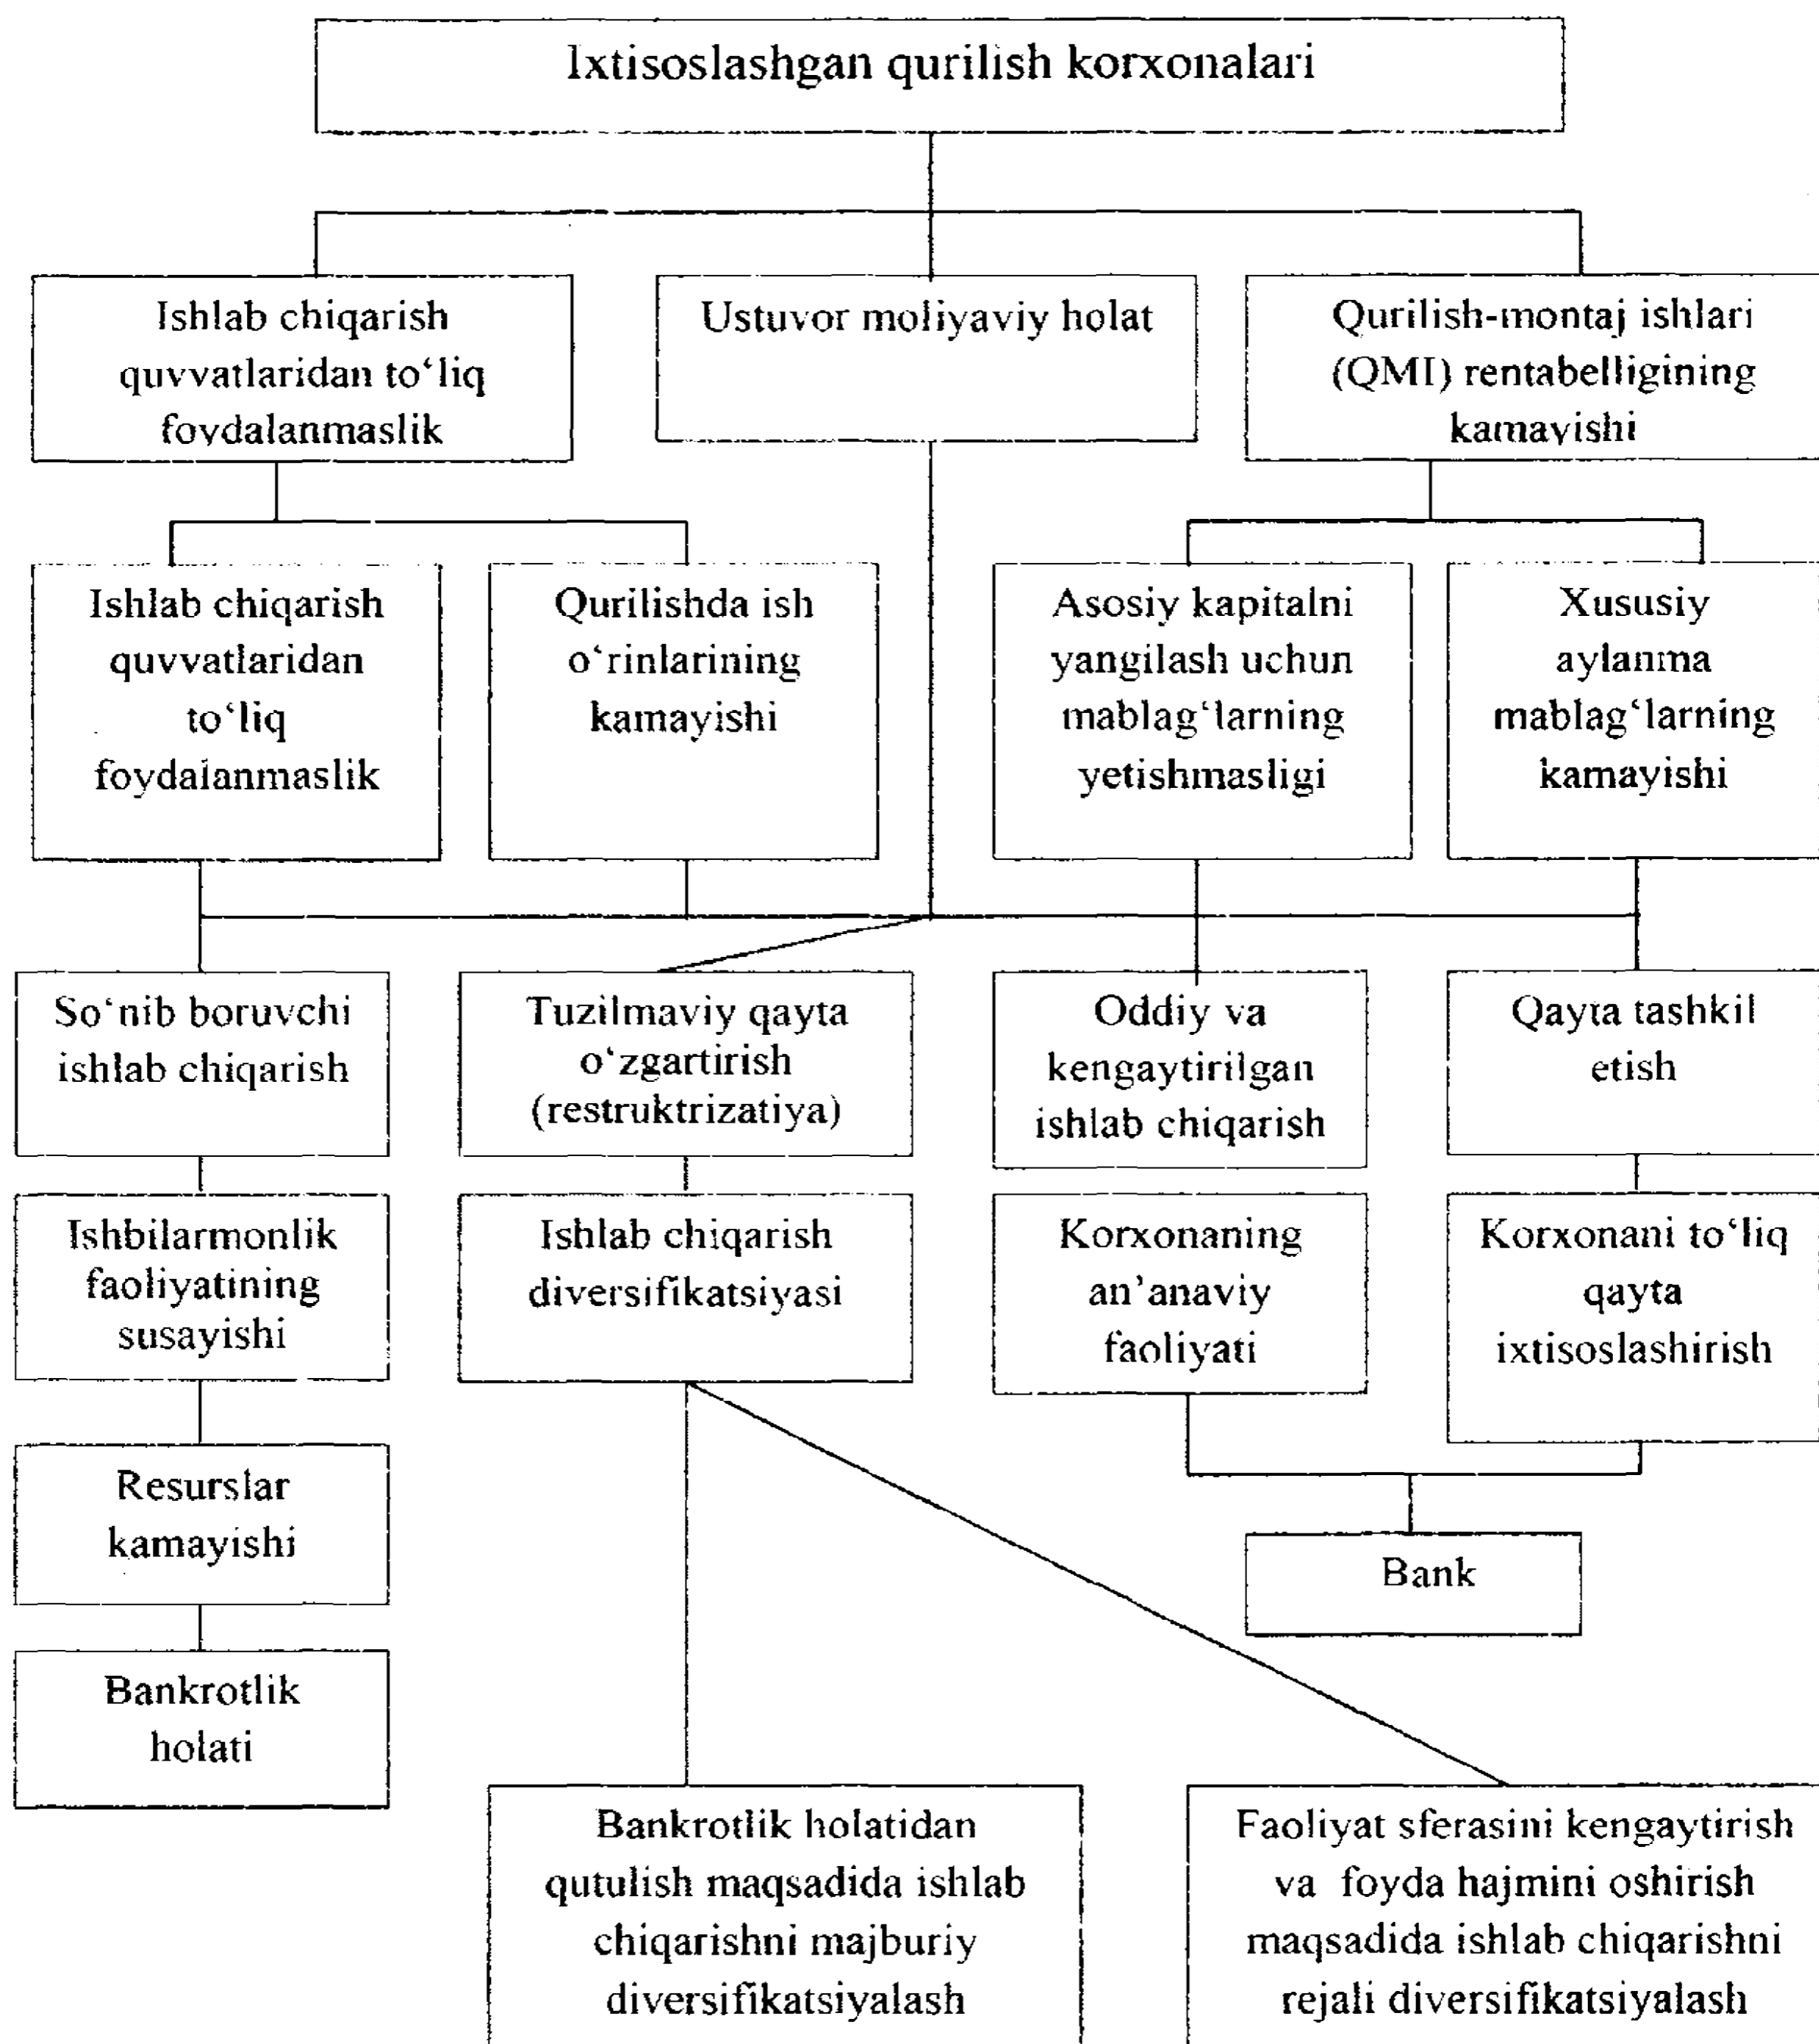 Ixtisoslashgan qurilish korxonalari
Ishlab chiqarish
quvvatlaridan to‘liq
foydalanmaslik
Ustuvor moliyaviy holat
Qurilish-montaj ishlari
(QMI) rentabelligining
kamayishi
Ishlab chiqarish
quvvatlaridan
to‘liq
foydalanmaslik
Qurilishda ish
o‘rinlarining
kamayishi
Asosiy kapitalni
yangilash uchun
mablag‘larning
yetishmasligi
Xususiy
aylanma
mablag‘larning
kamayishi
So‘nib boruvchi
ishlab chiqarish
Tuzilmaviy qayta
o‘zgartirish
(restruktrizatiya)
Oddiy va
kengaytirilgan
ishlab chiqarish
Qayta tashkil
etish
Ishbilarmonlik
faoliyatining
susayishi
Ishlab chiqarish
diversifikatsiyasi
Korxonaning
an’anaviy
faoliyati
Korxonani to‘liq
qayta
ixtisoslashirish
Resurslar
kamayishi
Bank
Bankrotlik
holati
Bankrotlik holatidan
qutulish maqsadida ishlab
chiqarishni majburiy
diversifikatsiyalash
Faoliyat sferasini kengaytirish
va foyda hajmini oshirish
maqsadida ishlab chiqarishni
rejali diversifikatsiyalash